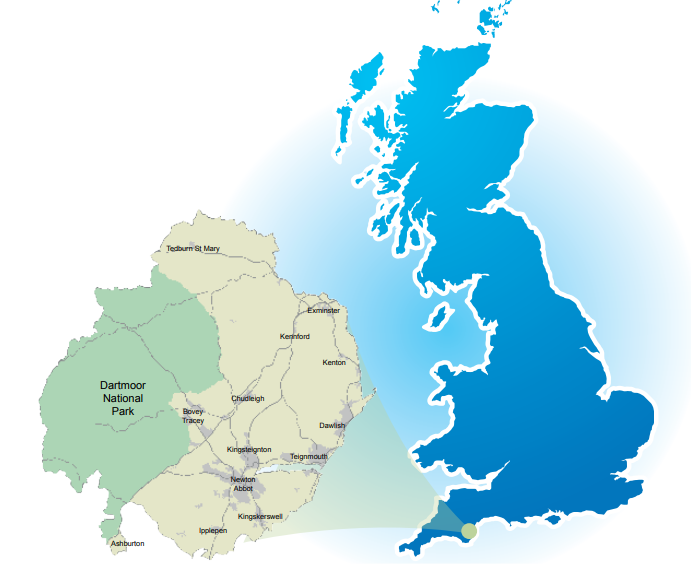 Tedburn St Mary
Exminster
Kennford
Kenton
Dartmoor
National
Park
Chudleigh
Bovey
Tracey
Dawlish
Kingsteignton
Teignmouth
Newton
Abbot
Kingskerswell
Ipplepen
Ashburton